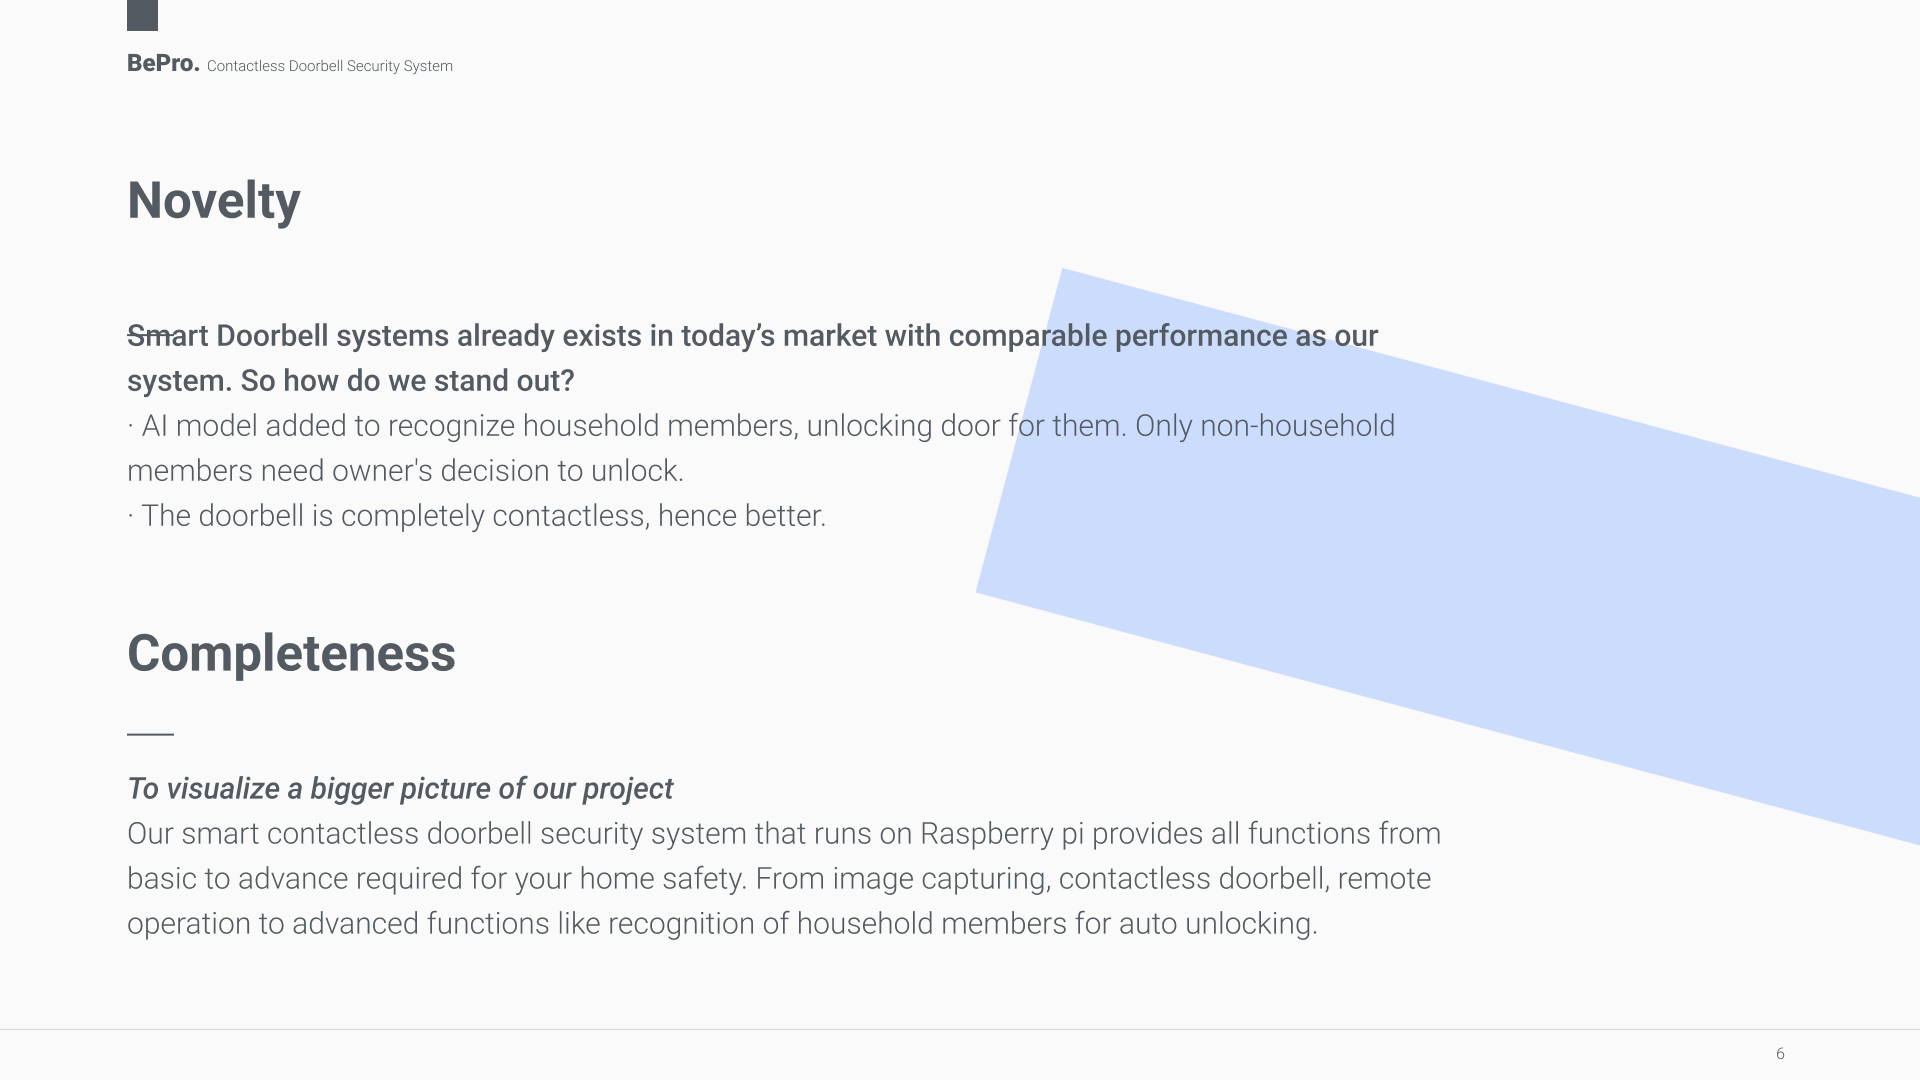 BePro. Contactless Doorbell Security System
Novelty
Smart Doorbell systems already exists in today’s market with comparable performance as our
system. So how do we stand out?
· AI model added to recognize household members, unlocking door for them. Only non-household
members need owner's decision to unlock.
· The doorbell is completely contactless, hence better.
Completeness
To visualize a bigger picture of our project
Our smart contactless doorbell security system that runs on Raspberry pi provides all functions from
basic to advance required for your home safety. From image capturing, contactless doorbell, remote
operation to advanced functions like recognition of household members for auto unlocking.
6